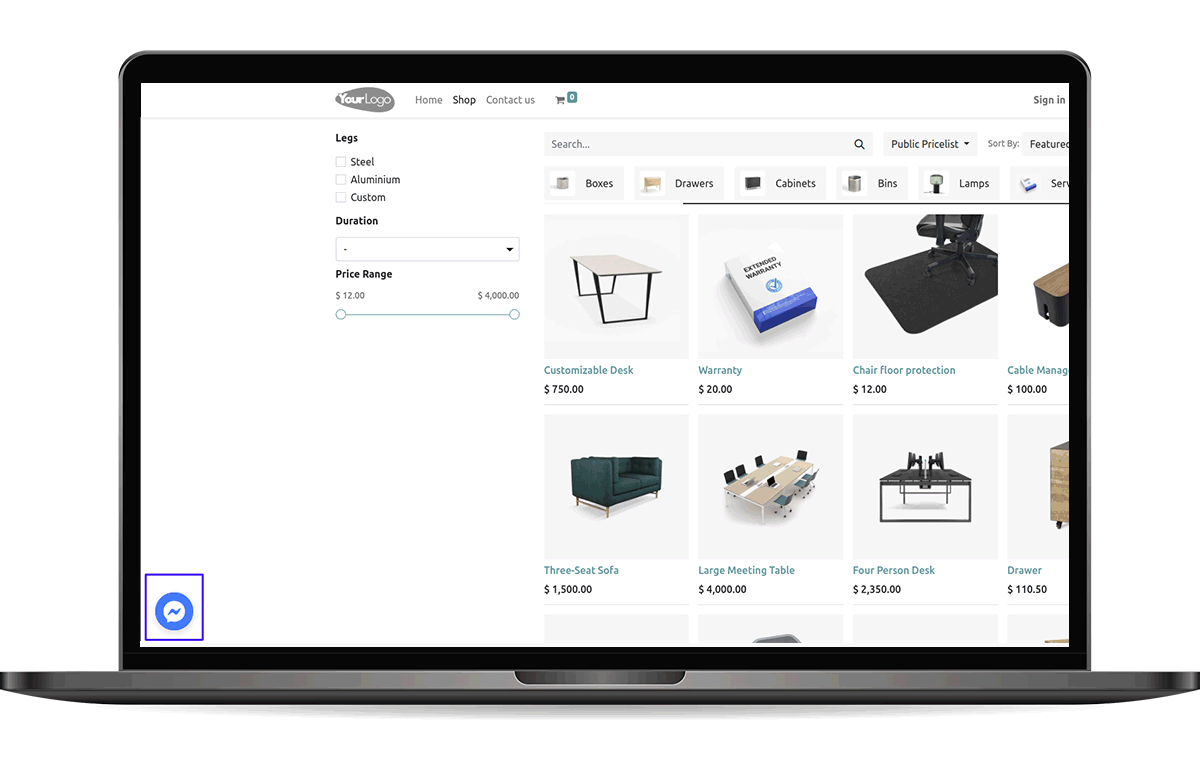 YourLogo Home Shop Contact us 0 Sign in
Legs
Steel
Aluminium
Custom
Duration
-
Price Range
$ 12.00 $ 4,000.00
Search... Public Pricelist Sort By: Featured
Boxes Drawers Cabinets Bins Lamps Serv
EXTENDED
WARRANTY
Customizable Desk Warranty Chair floor protection Cable Manag
$ 750.00 $ 20.00 $ 12.00 $ 100.00
Three-Seat Sofa Large Meeting Table Four Person Desk Drawer
$ 1,500.00 $ 4,000.00 $ 2,350.00 $ 110.50